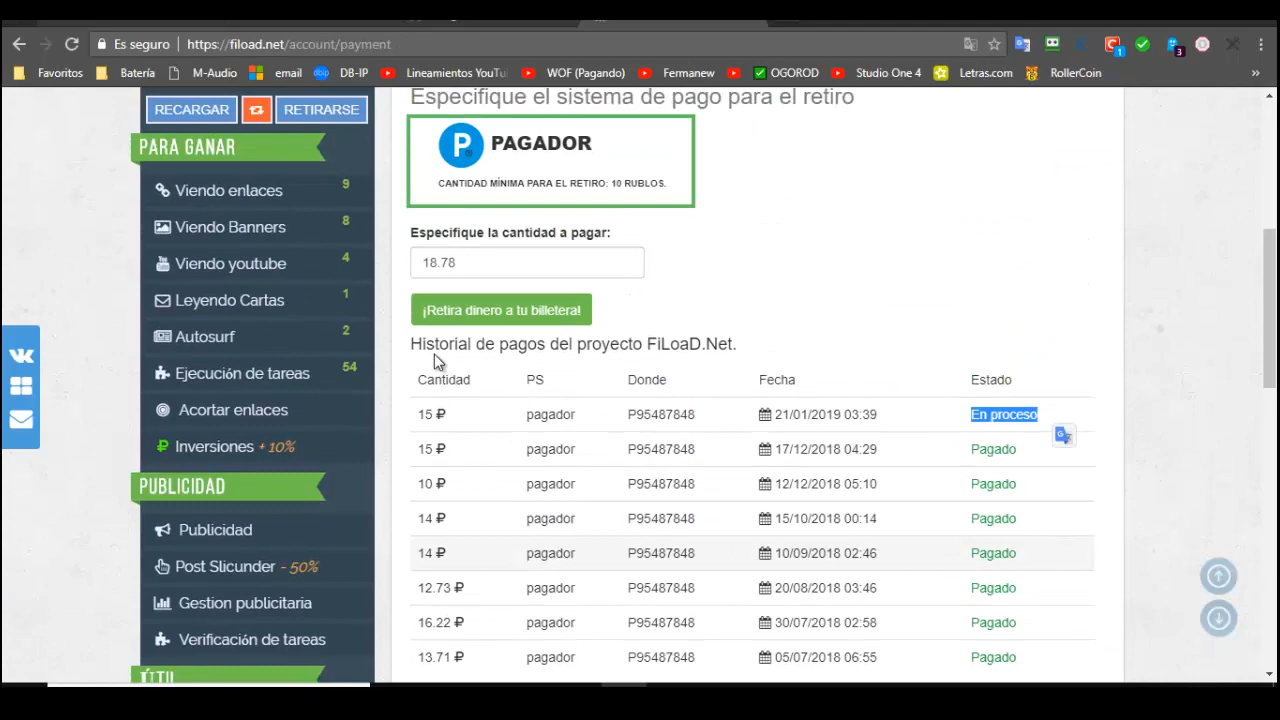 Es seguro | https://fiload.net/account/payment
1
3
Favoritos Batería M-Audio email dbip DB-IP Lineamientos YouTu WOF (Pagando) Fermanew OGOROD Studio One 4 Letras.com RollerCoin »
RECARGAR RETIRARSE
PARA GANAR
Viendo enlaces 9
Viendo Banners 8
Viendo youtube 4
Leyendo Cartas 1
Autosurf 2
Ejecución de tareas 54
Acortar enlaces
Inversiones + 10%
PUBLICIDAD
Publicidad
Post Slicunder - 50%
Gestion publicitaria
Verificación de tareas
ÚTIL
Especifique el sistema de pago para el retiro
P PAGADOR
CANTIDAD MÍNIMA PARA EL RETIRO: 10 RUBLOS.
Especifique la cantidad a pagar:
18.78
¡Retira dinero a tu billetera!
Historial de pagos del proyecto FiLoaD.Net.
Cantidad PS Donde Fecha Estado
15 ₽ pagador P95487848 21/01/2019 03:39 En proceso
15 ₽ pagador P95487848 17/12/2018 04:29 Pagado
10 ₽ pagador P95487848 12/12/2018 05:10 Pagado
14 ₽ pagador P95487848 15/10/2018 00:14 Pagado
14 ₽ pagador P95487848 10/09/2018 02:46 Pagado
12.73 ₽ pagador P95487848 20/08/2018 03:46 Pagado
16.22 ₽ pagador P95487848 30/07/2018 02:58 Pagado
13.71 ₽ pagador P95487848 05/07/2018 06:55 Pagado